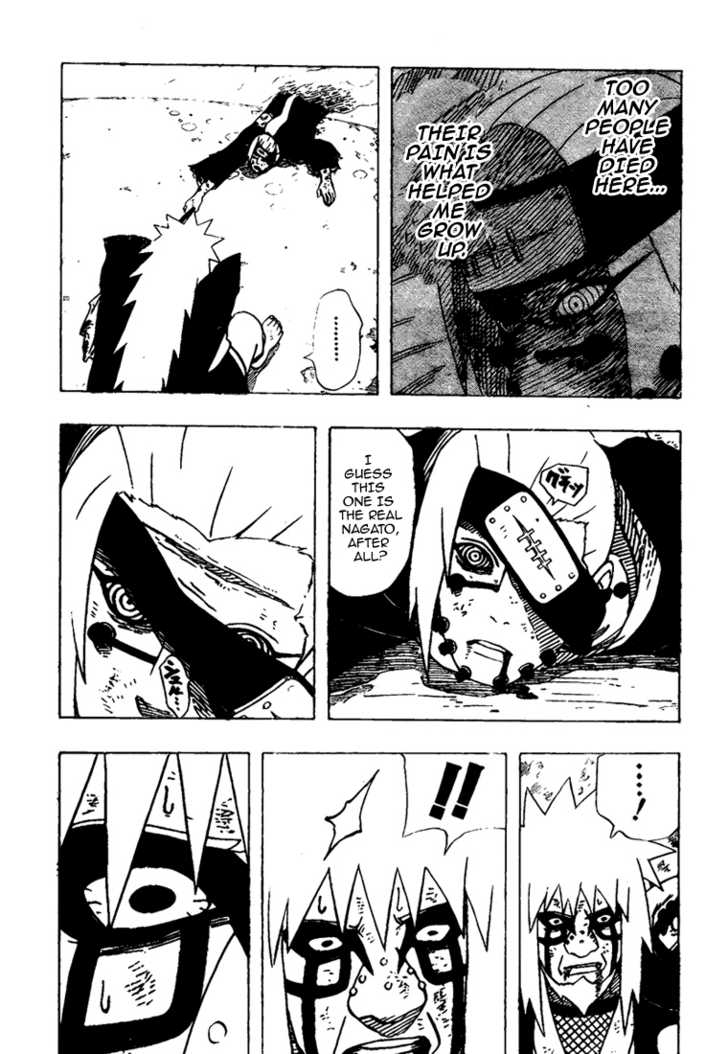 TOO
MANY
PEOPLE
HAVE
DIED
HERE...
THEIR
PAIN IS
WHAT
HELPED
ME
GROW
UP.
........
I
GUESS
THIS
ONE IS
THE REAL
NAGATO,
AFTER
ALL?
!!
....!